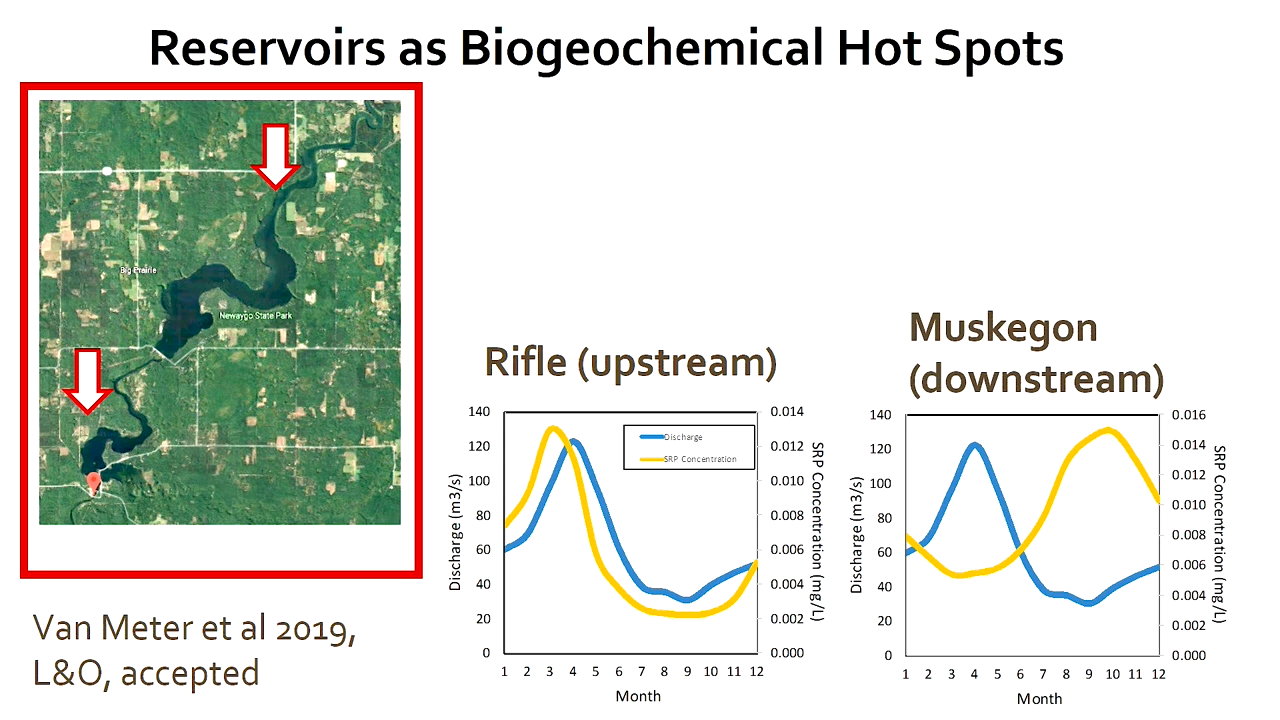 Reservoirs as Biogeochemical Hot Spots
Big Prairie
Newaygo State Park
Van Meter et al 2019,
L&O, accepted
Rifle (upstream)
Discharge (m3/s)
140
120
100
80
60
40
20
0
Discharge
SRP Concentration
0.014
0.012
0.010
0.008
0.006
0.004
0.002
0.000
SRP Concentration (mg/L)
1 2 3 4 5 6 7 8 9 10 11 12
Month
Muskegon
(downstream)
Discharge (m3/s)
140
120
100
80
60
40
20
0
0.016
0.014
0.012
0.010
0.008
0.006
0.004
0.002
0.000
SRP Concentration (mg/L)
1 2 3 4 5 6 7 8 9 10 11 12
Month